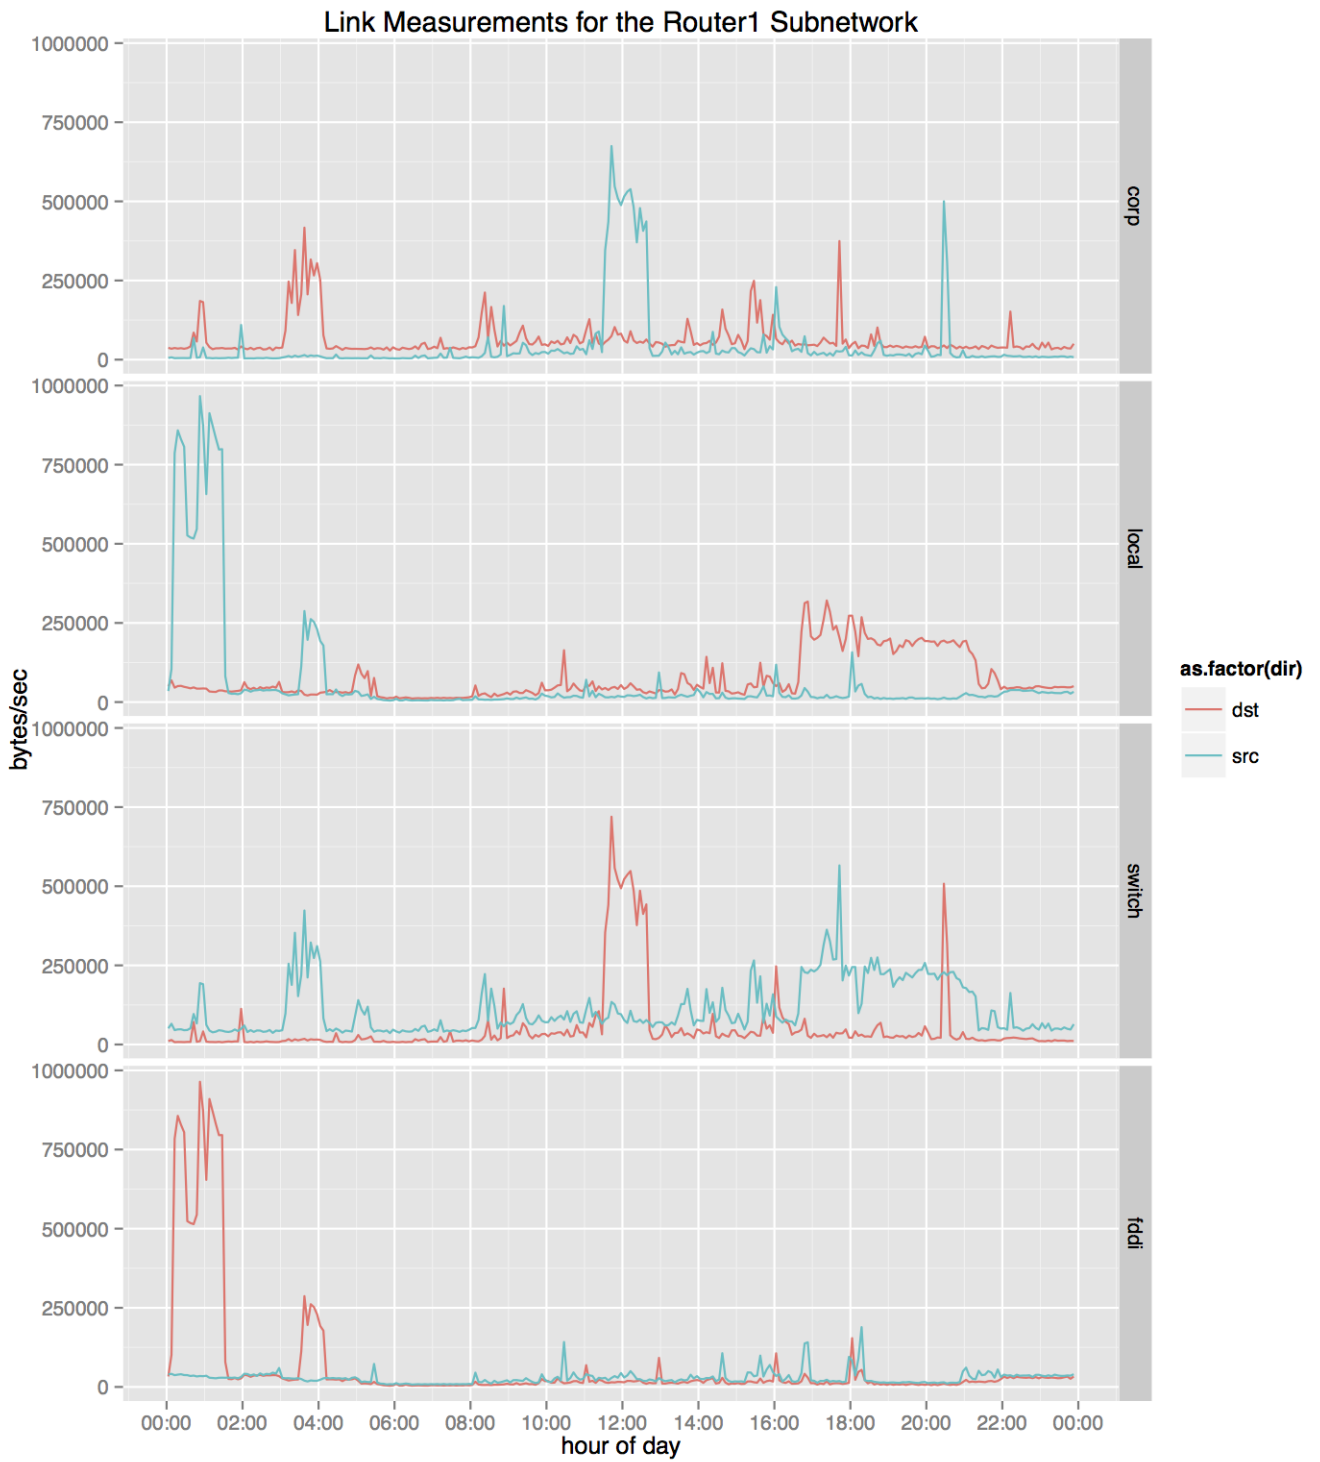 Link Measurements for the Router1 Subnetwork
1000000
750000
500000
250000
0
corp
1000000
750000
500000
250000
0
local
1000000
750000
500000
250000
0
switch
1000000
750000
500000
250000
0
fddi
bytes/sec
00:00 02:00 04:00 06:00 08:00 10:00 12:00 14:00 16:00 18:00 20:00 22:00 00:00
hour of day
as.factor(dir)
dst
src